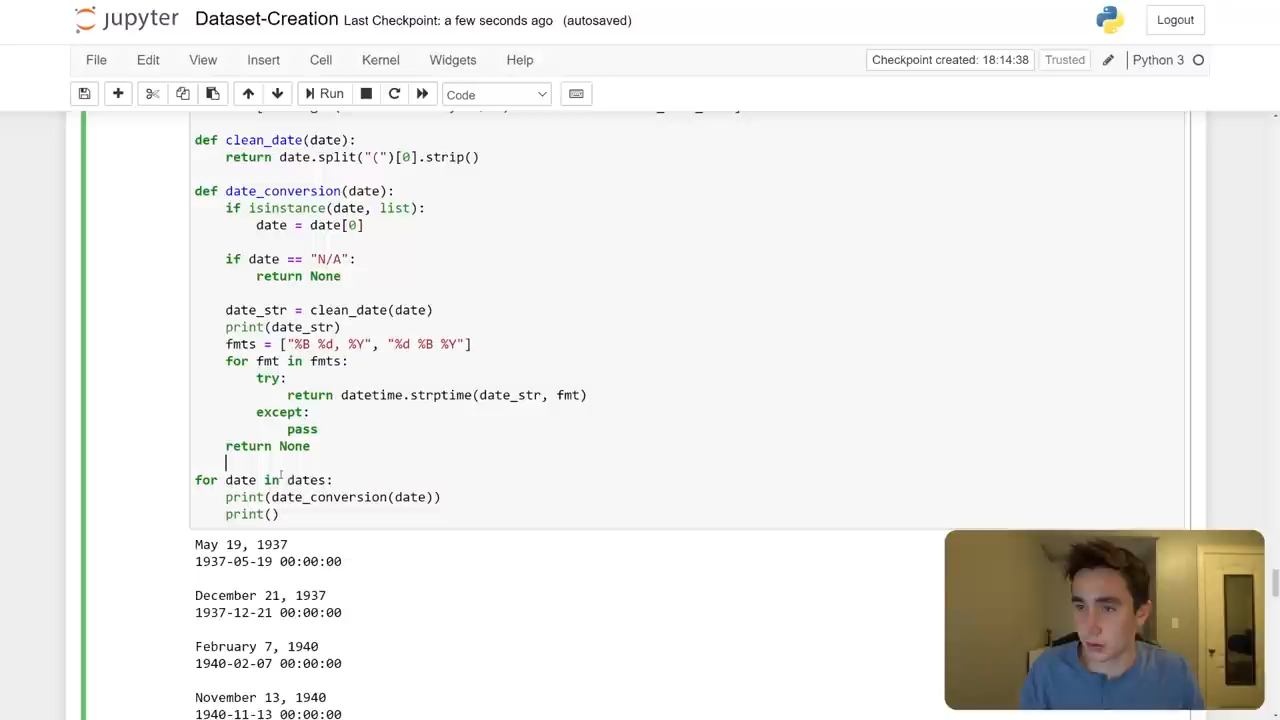 jupyter Dataset-Creation Last Checkpoint: a few seconds ago (autosaved) Logout
File Edit View Insert Cell Kernel Widgets Help Checkpoint created: 18:14:38 Trusted Python 3
Run Code
def clean_date(date):
return date.split("(")[0].strip()
def date_conversion(date):
if isinstance(date, list):
date = date[0]
if date == "N/A":
return None
date_str = clean_date(date)
print(date_str)
fmts = ["%B %d, %Y", "%d %B %Y"]
for fmt in fmts:
try:
return datetime.strptime(date_str, fmt)
except:
pass
return None
for date in dates:
print(date_conversion(date))
print()
May 19, 1937
1937-05-19 00:00:00
December 21, 1937
1937-12-21 00:00:00
February 7, 1940
1940-02-07 00:00:00
November 13, 1940
1940-11-13 00:00:00